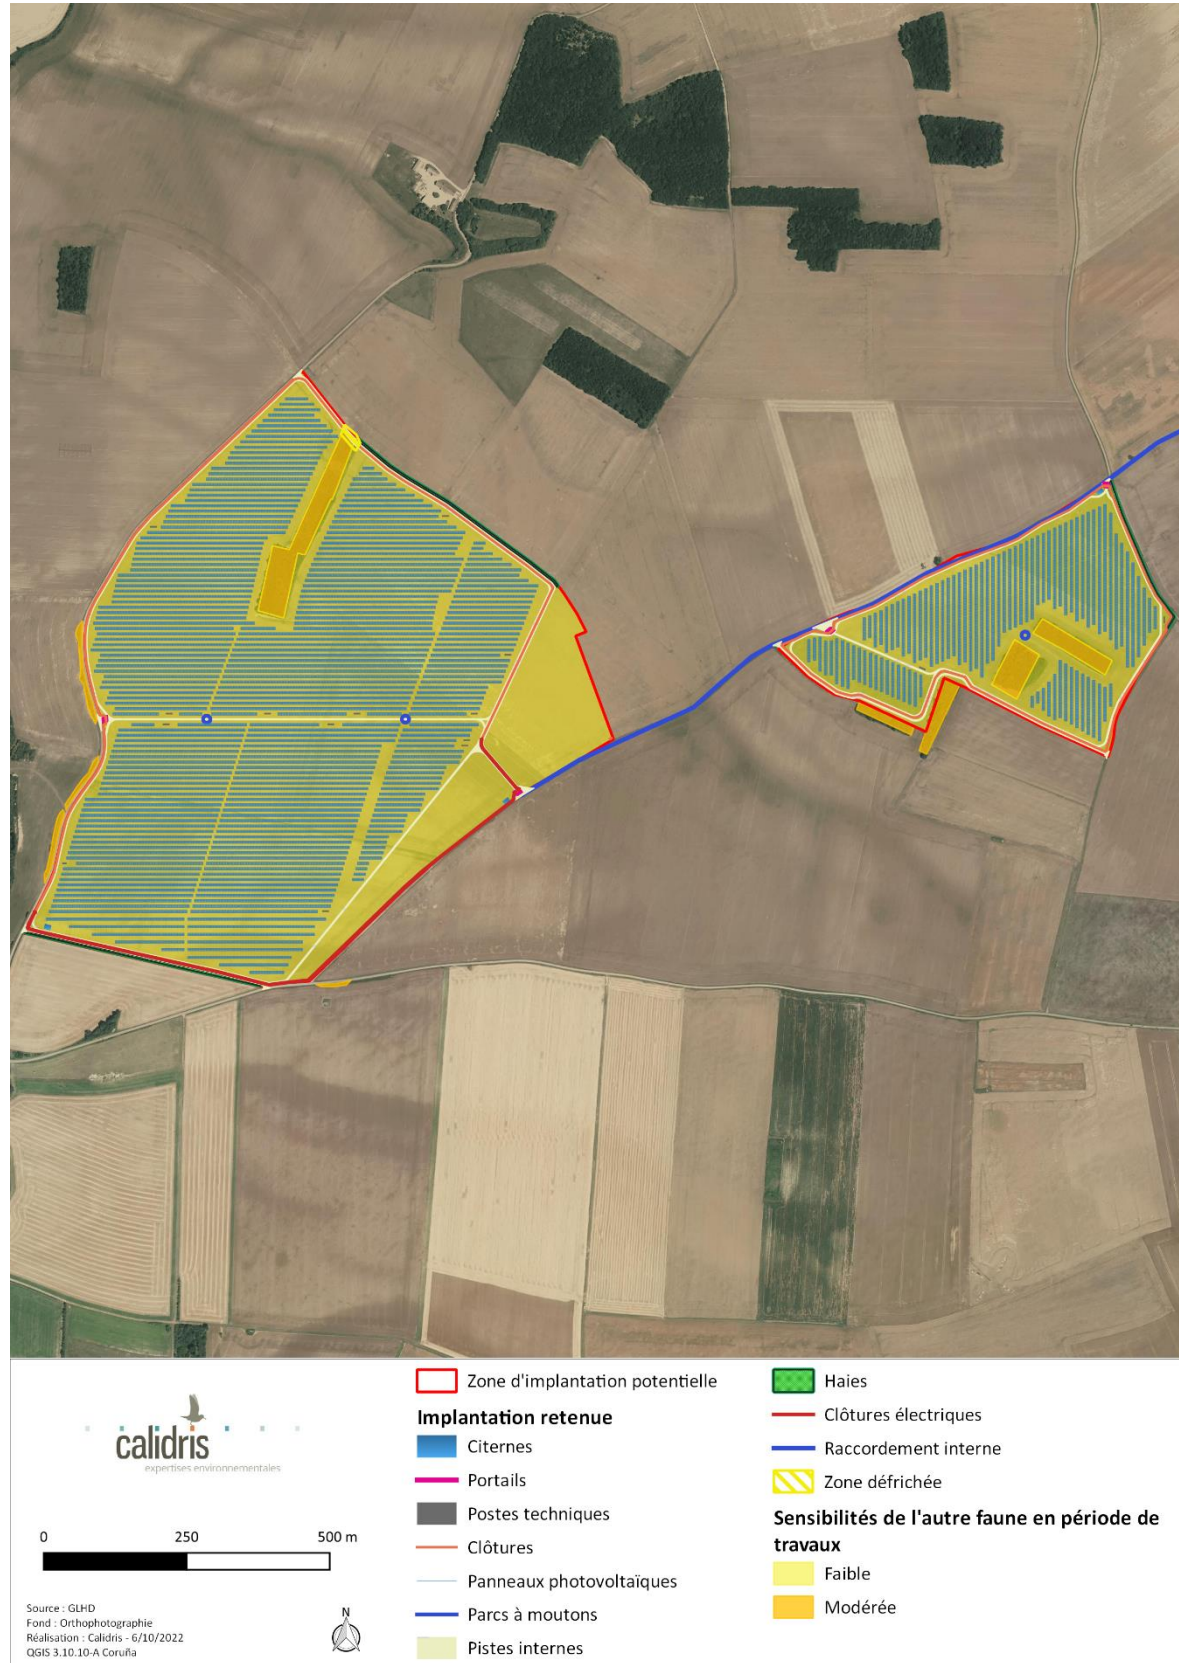 calidris
expertises environnementales
0 250 500 m
Source : GLHD
Fond : Orthophotographie
Réalisation : Calidris - 6/10/2022
QGIS 3.10.10-A Coruña
N
Zone d'implantation potentielle
Implantation retenue
Citernes
Portails
Postes techniques
Clôtures
Panneaux photovoltaïques
Parcs à moutons
Pistes internes
Haies
Clôtures électriques
Raccordement interne
Zone défrichée
Sensibilités de l'autre faune en période de
travaux
Faible
Modérée